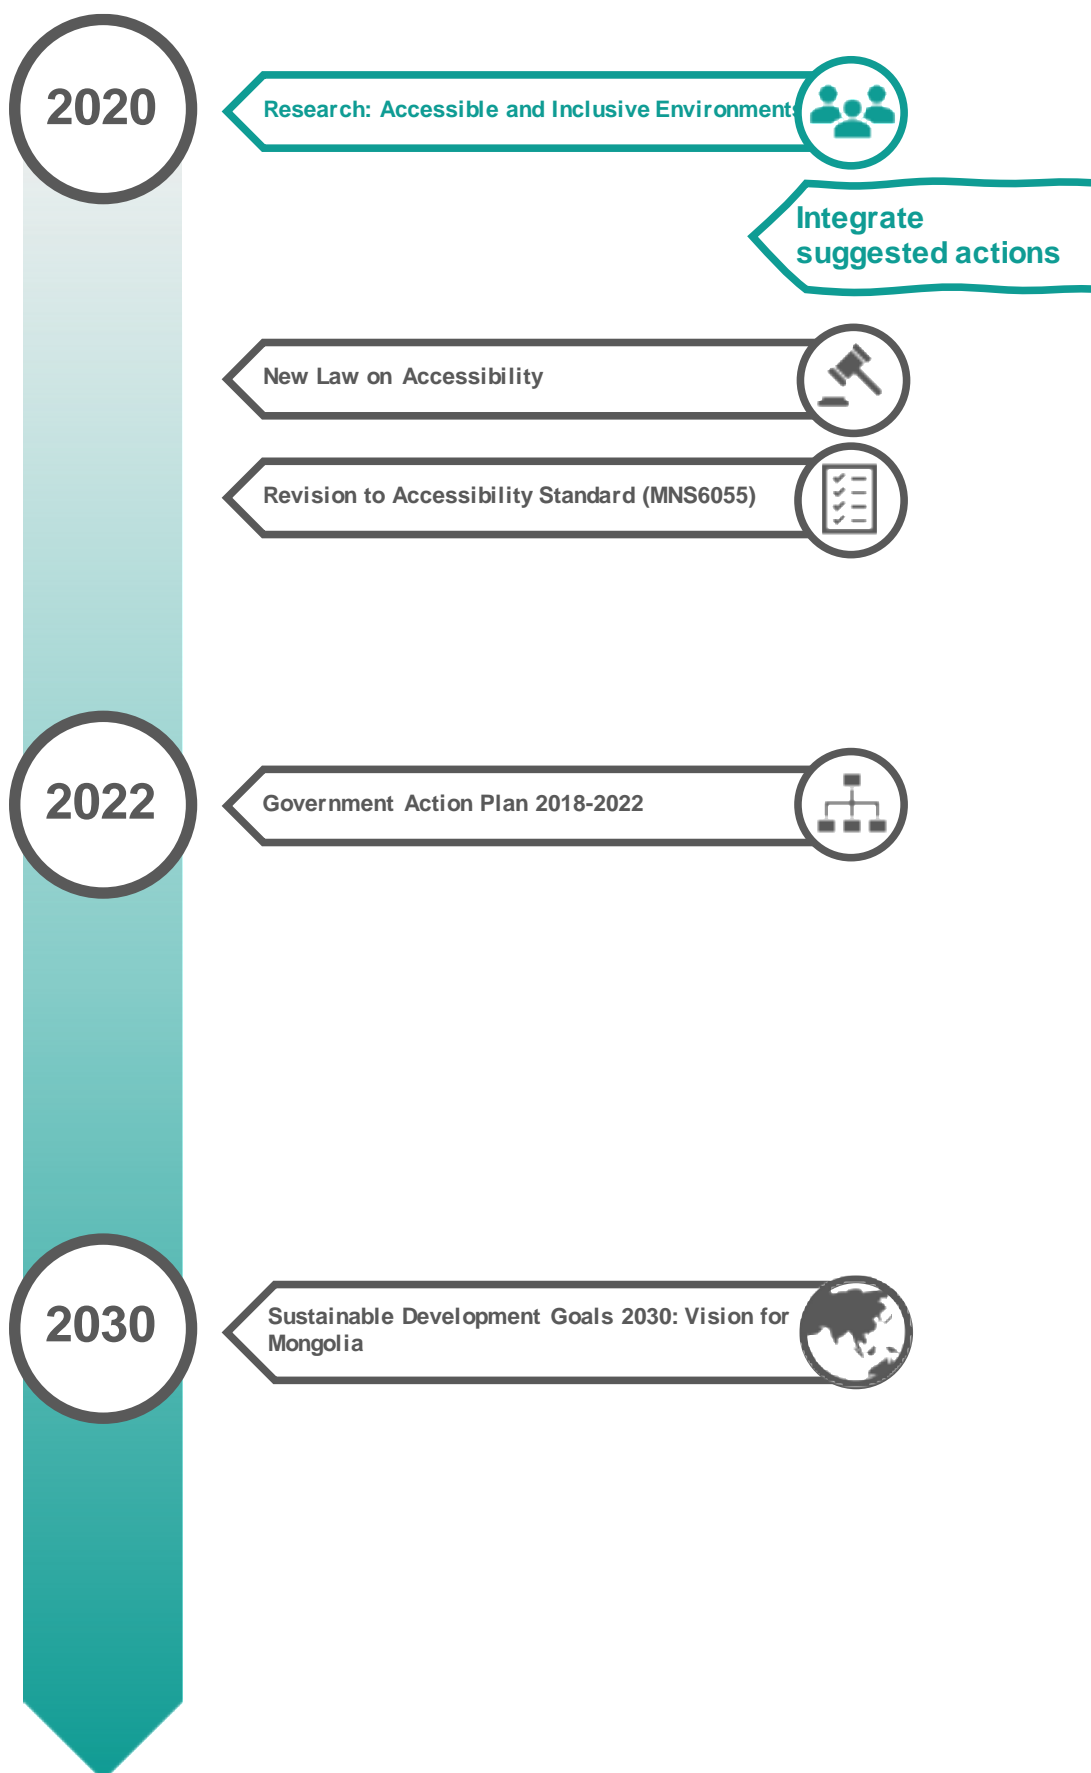 2020
Research: Accessible and Inclusive Environments
Integrate
suggested actions
New Law on Accessibility
Revision to Accessibility Standard (MNS6055)
2022
Government Action Plan 2018-2022
2030
Sustainable Development Goals 2030: Vision for
Mongolia